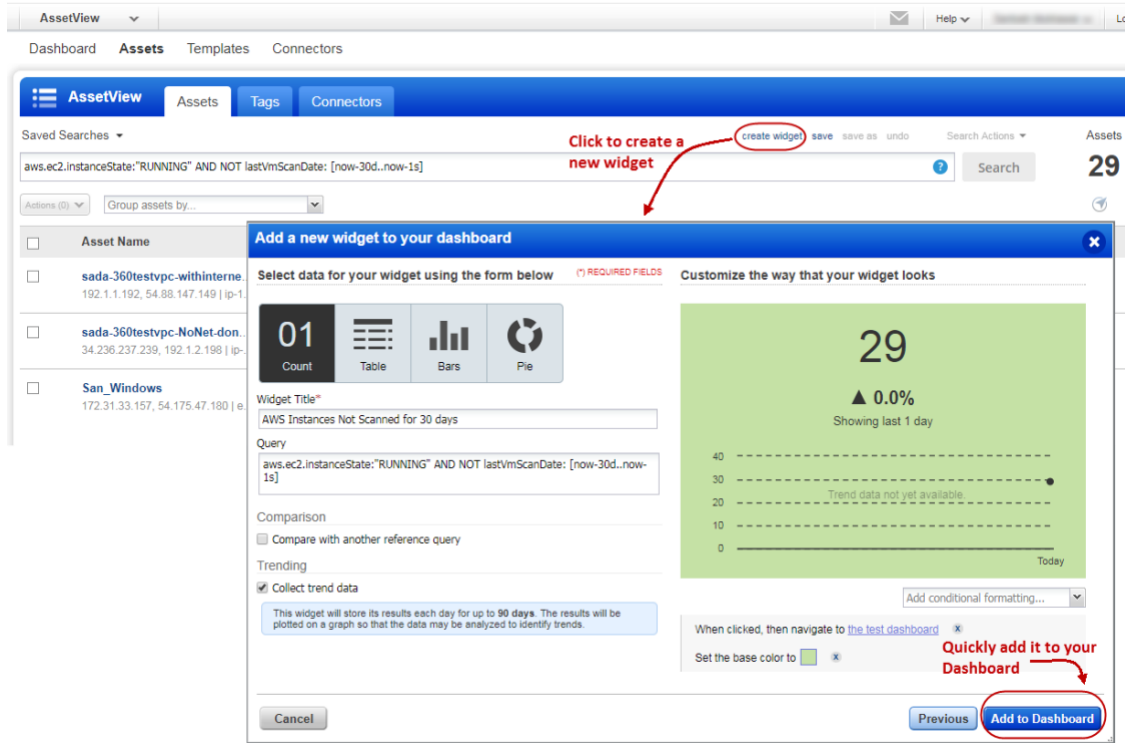 AssetView
Help
Dashboard Assets Templates Connectors
AssetView Assets Tags Connectors
Saved Searches
Click to create a
new widget
create widget save save as undo
Search Actions
Assets
aws.ec2.instanceState:"RUNNING" AND NOT lastVmScanDate: [now-30d..now-1s]
?
Search
29
Actions (0)
Group assets by...
Asset Name
sada-360testvpc-withinterne...
192.1.1.192, 54.88.147.149 | ip-1...
sada-360testvpc-NoNet-don...
34.236.237.239, 192.1.2.198 | ip-...
San_Windows
172.31.33.157, 54.175.47.180 | e...
Add a new widget to your dashboard
Select data for your widget using the form below
(*) REQUIRED FIELDS
01
Count
Table
Bars
Pie
Widget Title*
AWS Instances Not Scanned for 30 days
Query
aws.ec2.instanceState:"RUNNING" AND NOT lastVmScanDate: [now-30d..now-
1s]
Comparison
Compare with another reference query
Trending
Collect trend data
This widget will store its results each day for up to 90 days. The results will be
plotted on a graph so that the data may be analyzed to identify trends.
Customize the way that your widget looks
29
▲ 0.0%
Showing last 1 day
40
30
Trend data not yet available.
20
10
0
Today
Add conditional formatting...
When clicked, then navigate to the test dashboard
Set the base color to
Quickly add it to your
Dashboard
Cancel
Previous
Add to Dashboard